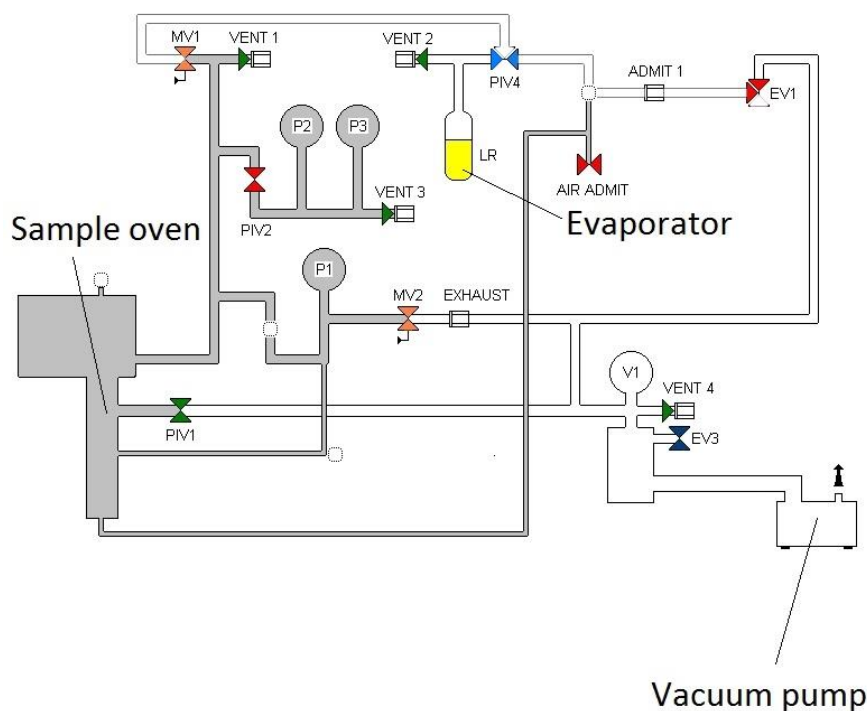 MV1
VENT 1
VENT 2
PIV4
ADMIT 1
EV1
P2
P3
LR
AIR ADMIT
VENT 3
PIV2
Evaporator
Sample oven
P1
MV2
EXHAUST
V1
VENT 4
PIV1
EV3
Vacuum pump